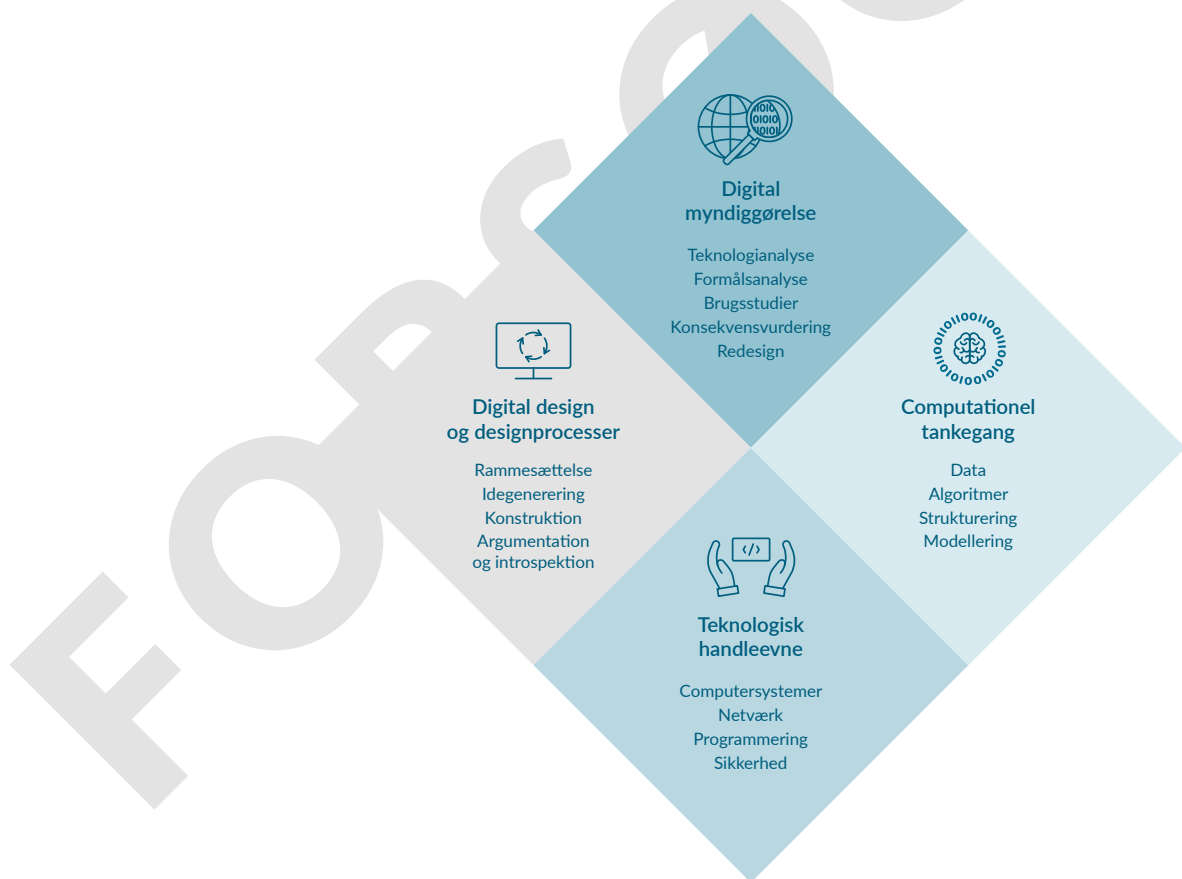 Digital
myndiggørelse
Teknologianalyse
Formålsanalyse
Brugsstudier
Konsekvensvurdering
Redesign
Digital design
og designprocesser
Rammesættelse
Idegenerering
Konstruktion
Argumentation
og introspektion
Computationel
tankegang
Data
Algoritmer
Strukturering
Modellering
Teknologisk
handleevne
Computersystemer
Netværk
Programmering
Sikkerhed